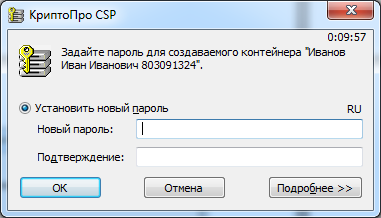 КриптоПро CSP
0:09:57
Задайте пароль для создаваемого контейнера "Иванов
Иван Иванович 803091324".
Установить новый пароль
RU
Новый пароль:
Подтверждение:
ОК
Отмена
Подробнее >>